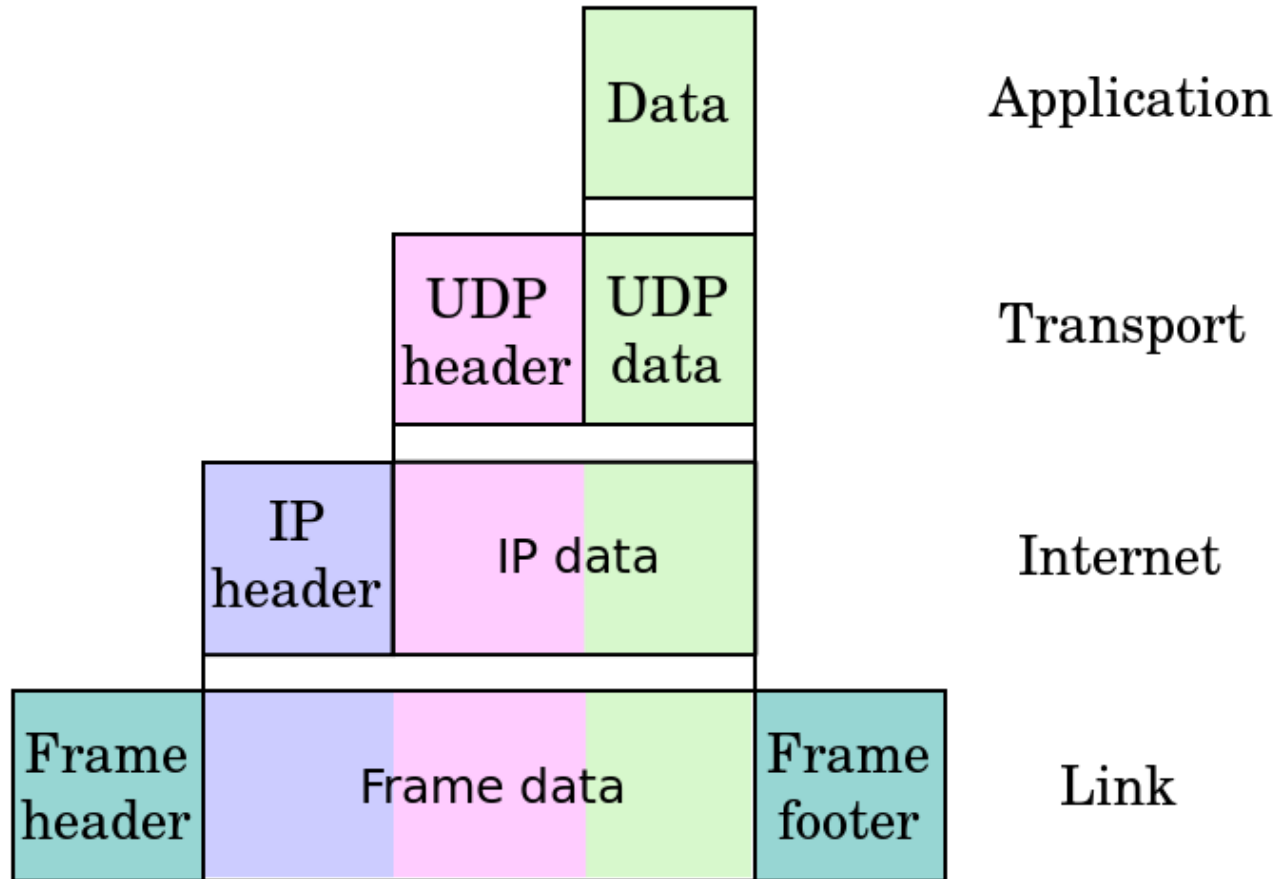 Data
Application
UDP
header
UDP
data
Transport
IP
header
IP data
Internet
Frame
header
Frame data
Frame
footer
Link